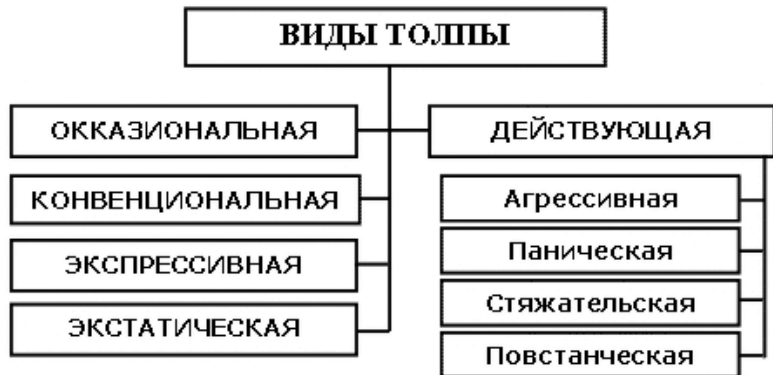 ВИДЫ ТОЛПЫ
ОККАЗИОНАЛЬНАЯ
КОНВЕНЦИОНАЛЬНАЯ
ЭКСПРЕССИВНАЯ
ЭКСТАТИЧЕСКАЯ
ДЕЙСТВУЮЩАЯ
Агрессивная
Паническая
Стяжательская
Повстанческая